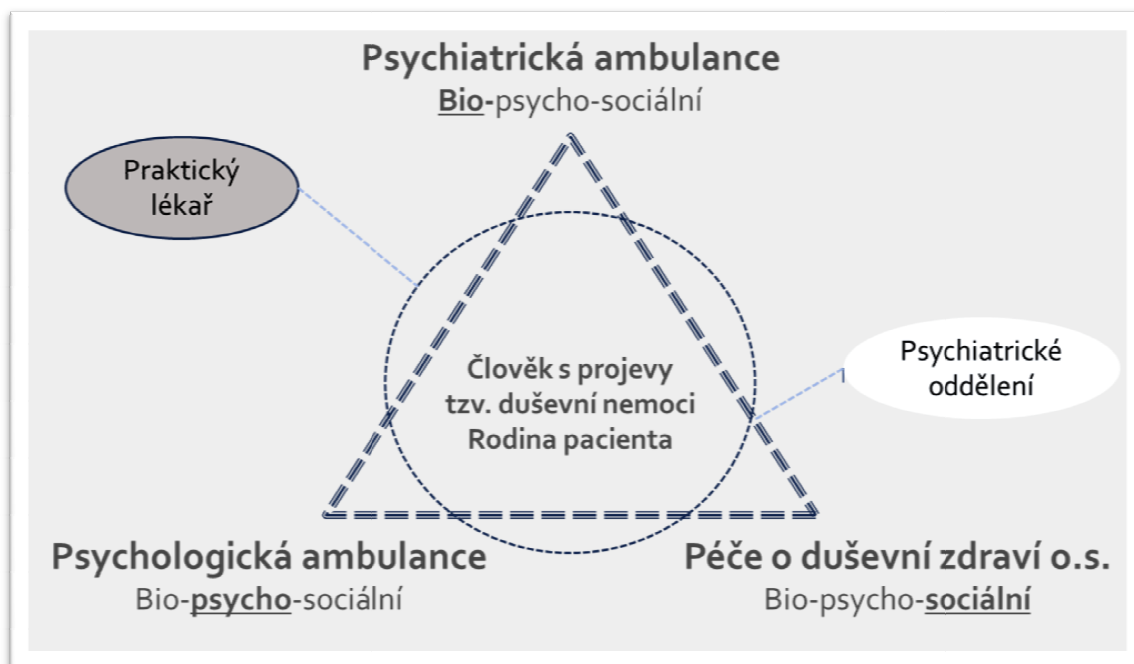 Psychiatrická ambulance
Bio-psycho-sociální
Praktický
lékař
Člověk s projevy
tzv. duševní nemoci
Rodina pacienta
Psychiatrické
oddělení
Psychologická ambulance
Bio-psycho-sociální
Péče o duševní zdraví o.s.
Bio-psycho-sociální